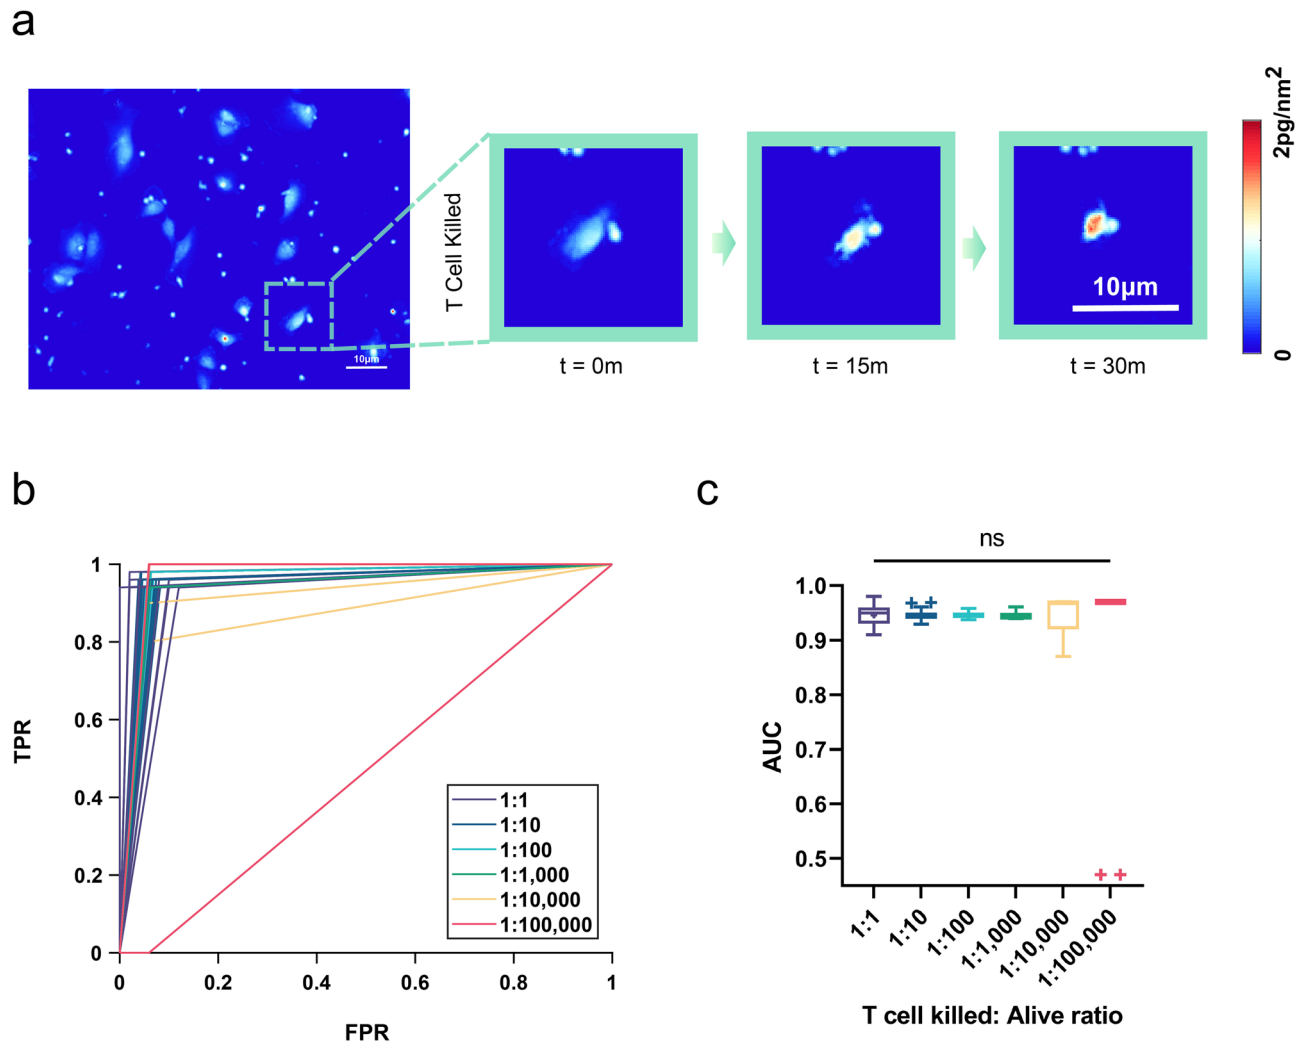 a
2pg/nm2
0
T Cell Killed
10µm
10µm
t = 0m
t = 15m
t = 30m
b
1
0.8
0.6
0.4
0.2
0
TPR
0
0.2
0.4
0.6
0.8
1
FPR
1:1
1:10
1:100
1:1,000
1:10,000
1:100,000
c
ns
1.0
0.9
0.8
0.7
0.6
0.5
AUC
1:1
1:10
1:100
1:1,000
1:10,000
1:100,000
T cell killed: Alive ratio